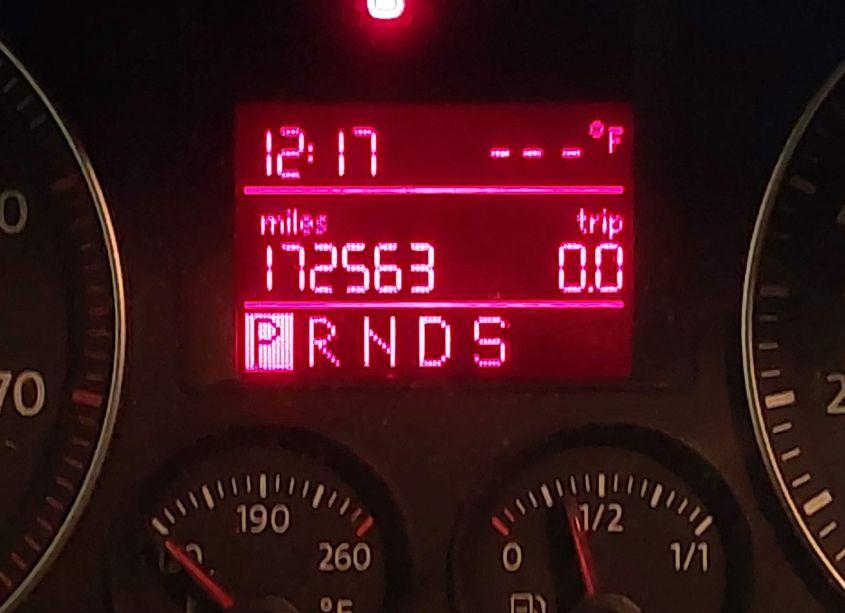 12:17 ---°F
miles trip
172563 0.0
P R N D S
70
190
260
°F
0 1/2 1/1